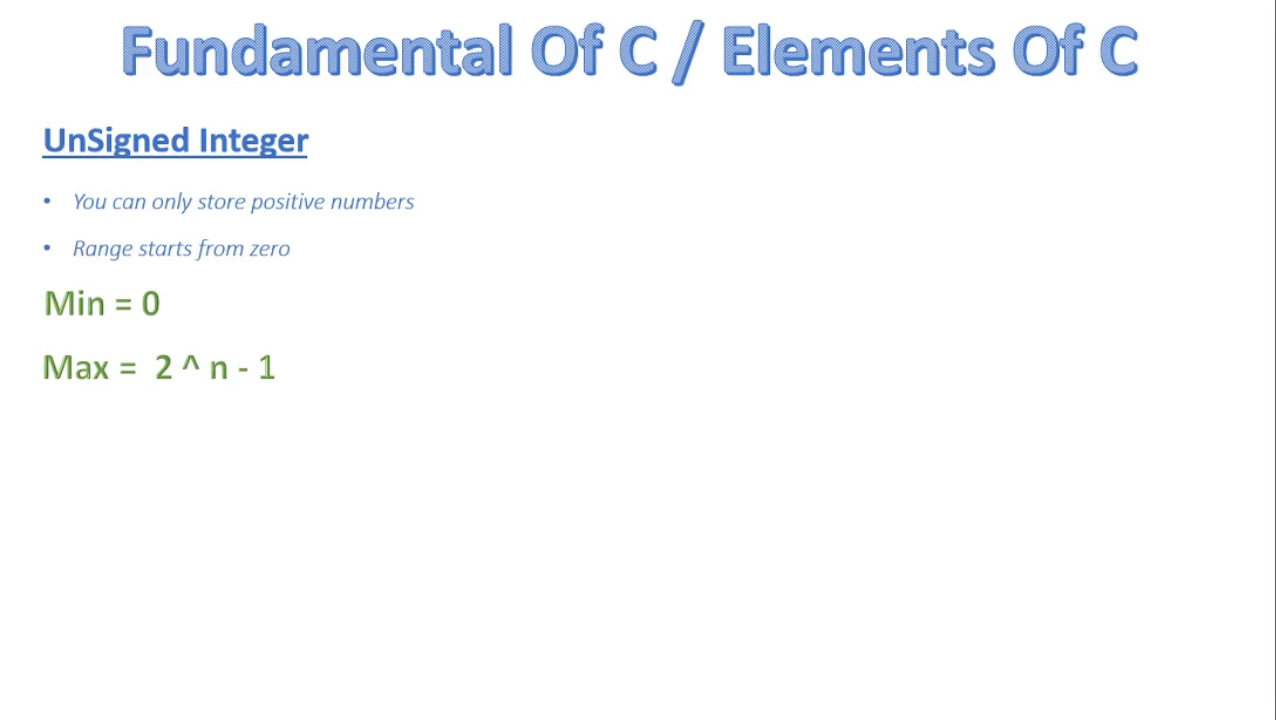 Fundamental Of C / Elements Of C
UnSigned Integer
• You can only store positive numbers
• Range starts from zero
Min = 0
Max = 2 ^ n - 1